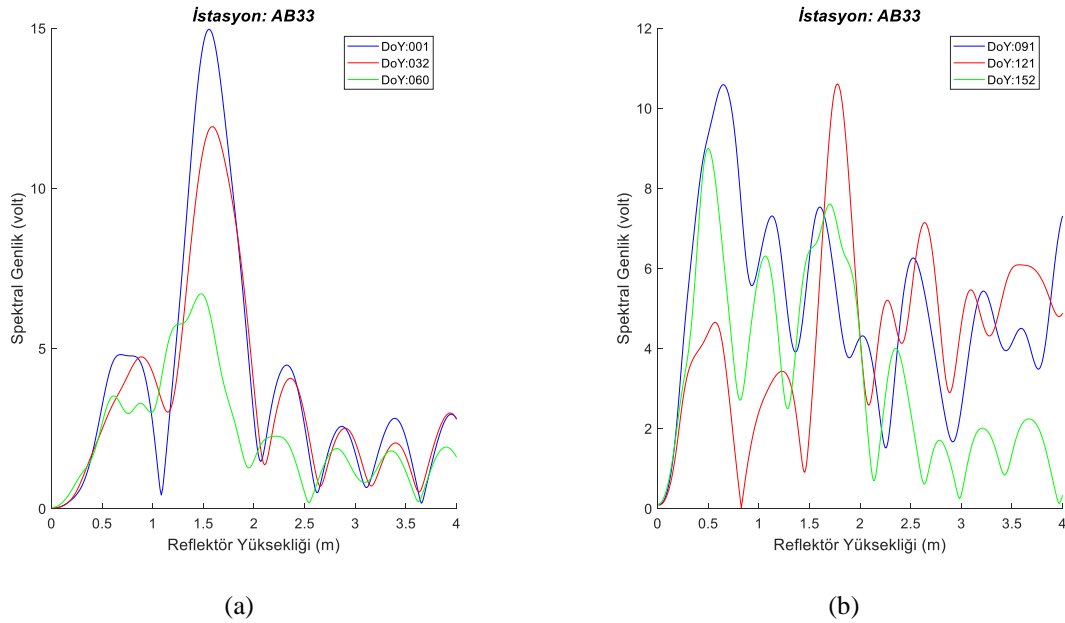 İstasyon: AB33
15
10
5
0
0
0.5
1
1.5
2
2.5
3
3.5
4
Spektral Genlik (volt)
Reflektör Yüksekliği (m)
DoY:001
DoY:032
DoY:060
(a)
İstasyon: AB33
12
10
8
6
4
2
0
0
0.5
1
1.5
2
2.5
3
3.5
4
Spektral Genlik (volt)
Reflektör Yüksekliği (m)
DoY:091
DoY:121
DoY:152
(b)